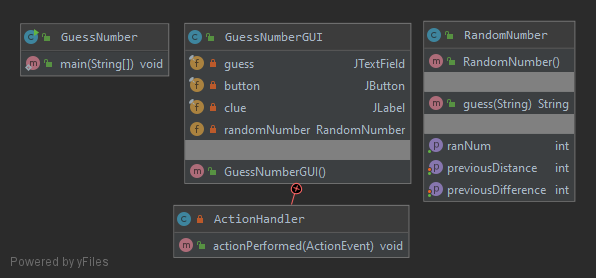 GuessNumber
main(String[]) void
GuessNumberGUI
guess JTextField
button JButton
clue JLabel
randomNumber RandomNumber
GuessNumberGUI()
ActionHandler
actionPerformed(ActionEvent) void
RandomNumber
RandomNumber()
guess(String) String
ranNum int
previousDistance int
previousDifference int
Powered by yFiles